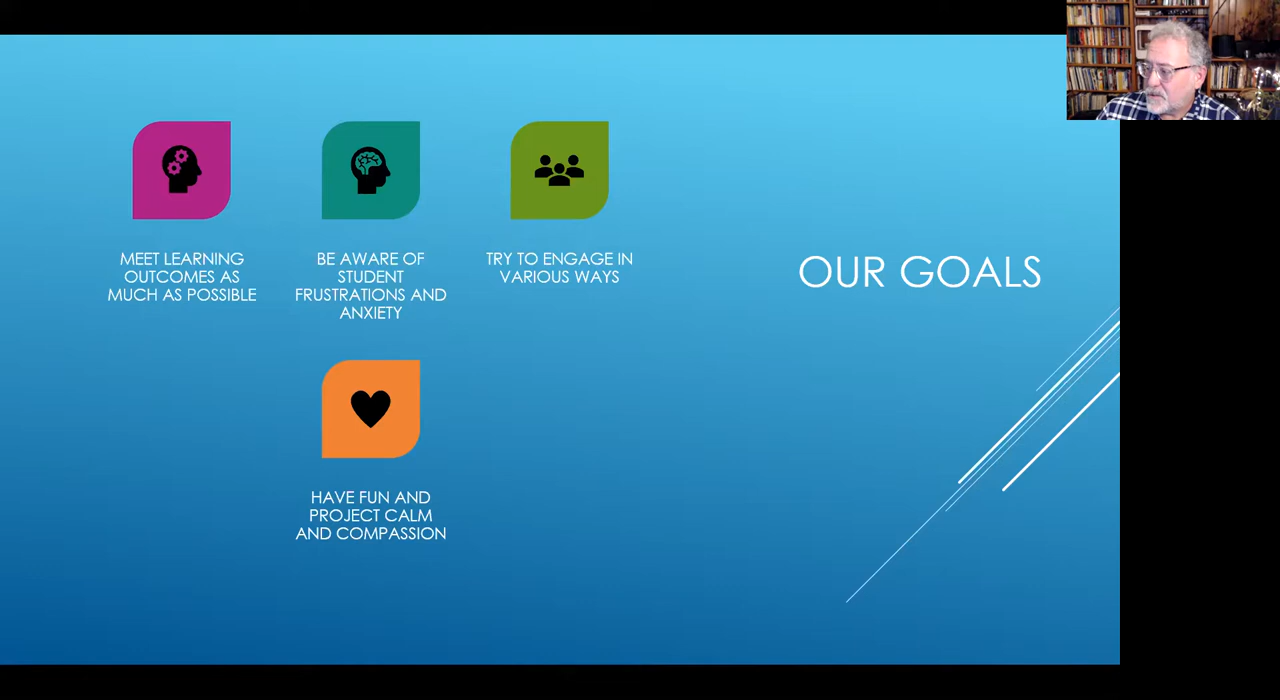 MEET LEARNING
OUTCOMES AS
MUCH AS POSSIBLE
BE AWARE OF
STUDENT
FRUSTRATIONS AND
ANXIETY
TRY TO ENGAGE IN
VARIOUS WAYS
HAVE FUN AND
PROJECT CALM
AND COMPASSION
OUR GOALS